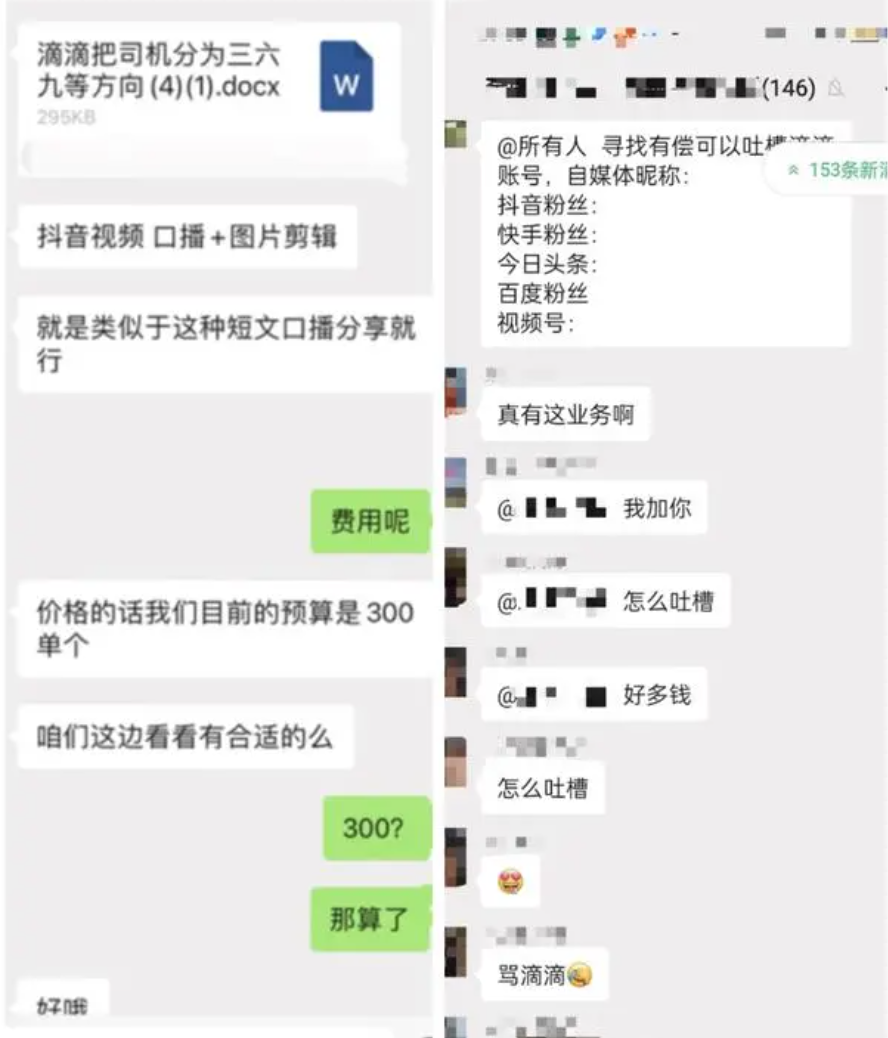 滴滴把司机分为三六
九等方向(4)(1).docx
295KB
W
抖音视频 口播+图片剪辑
就是类似于这种短文口播分享就
行
费用呢
价格的话我们目前的预算是300
单个
咱们这边看看有合适的么
300?
那算了
好哦
(146)
@所有人 寻找有偿可以吐槽滴滴
153条新消
账号，自媒体昵称：
抖音粉丝：
快手粉丝：
今日头条：
百度粉丝
视频号：
真有这业务啊
@ 我加你
@. 怎么吐槽
@ 好多钱
怎么吐槽
骂滴滴